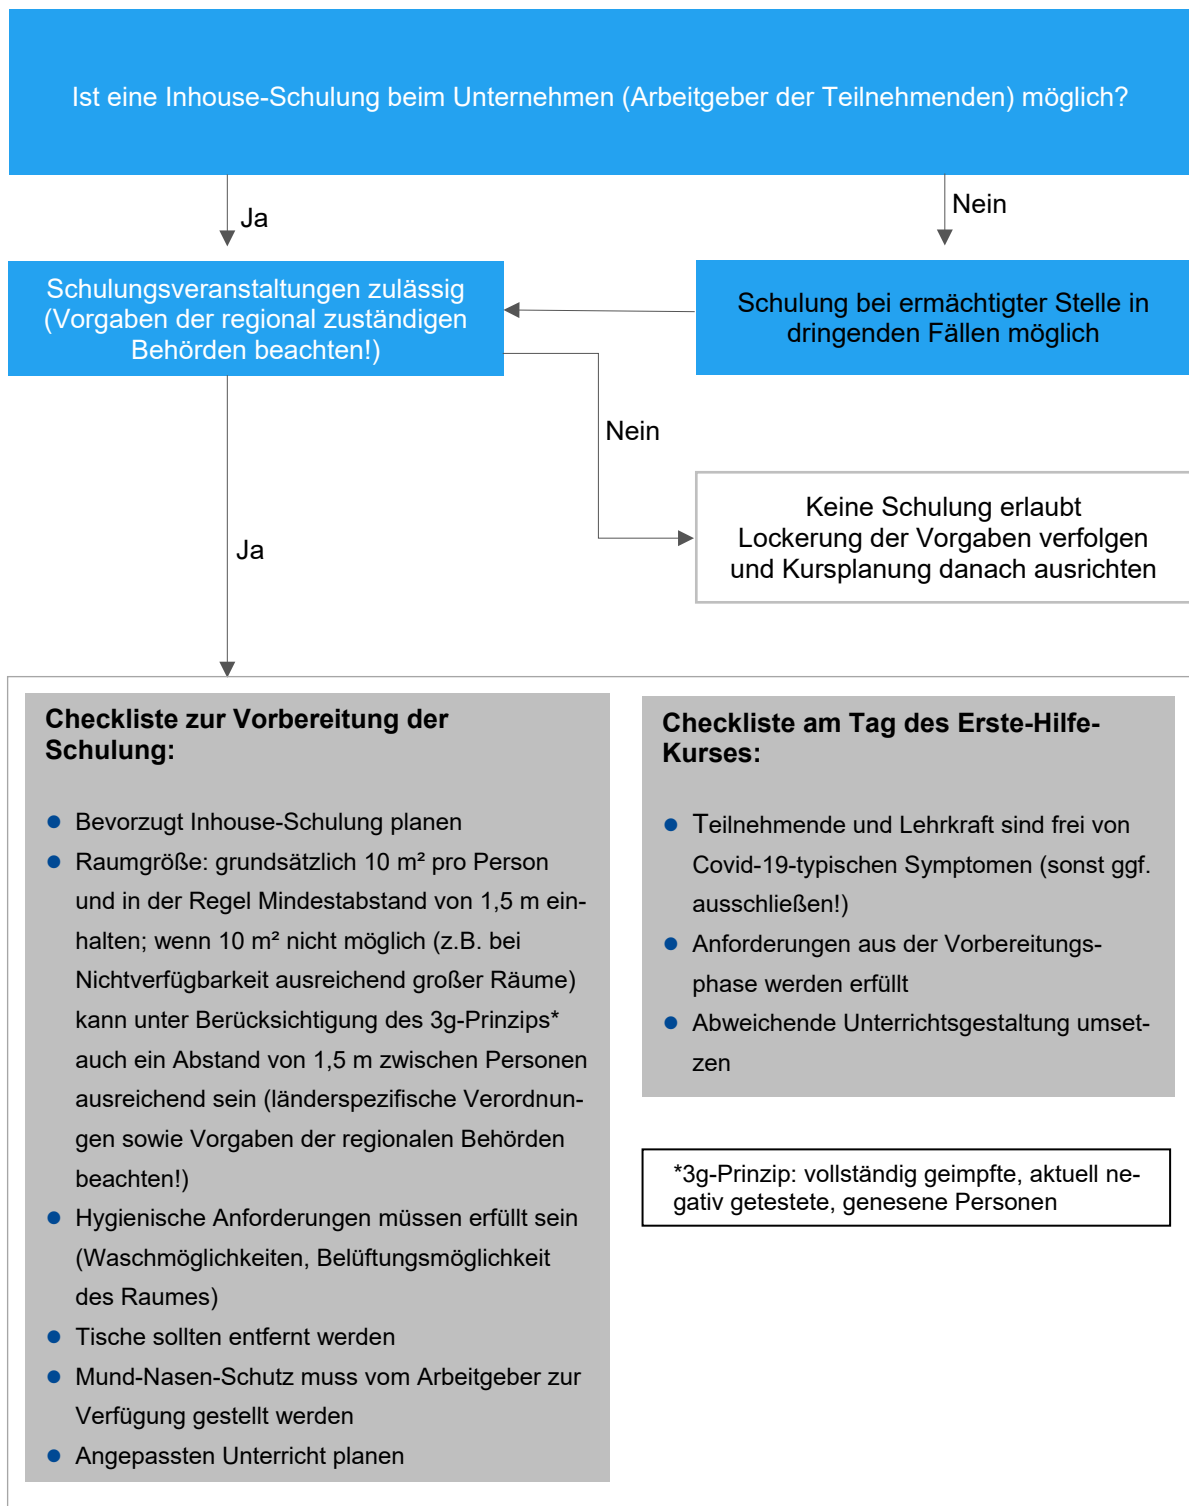 Ist eine Inhouse-Schulung beim Unternehmen (Arbeitgeber der Teilnehmenden) möglich?
Ja
Nein
Schulungsveranstaltungen zulässig
(Vorgaben der regional zuständigen
Behörden beachten!)
Schulung bei ermächtigter Stelle in
dringenden Fällen möglich
Nein
Keine Schulung erlaubt
Lockerung der Vorgaben verfolgen
und Kursplanung danach ausrichten
Ja
Checkliste zur Vorbereitung der
Schulung:
● Bevorzugt Inhouse-Schulung planen
● Raumgröße: grundsätzlich 10 m² pro Person
und in der Regel Mindestabstand von 1,5 m ein-
halten; wenn 10 m² nicht möglich (z.B. bei
Nichtverfügbarkeit ausreichend großer Räume)
kann unter Berücksichtigung des 3g-Prinzips*
auch ein Abstand von 1,5 m zwischen Personen
ausreichend sein (länderspezifische Verordnun-
gen sowie Vorgaben der regionalen Behörden
beachten!)
● Hygienische Anforderungen müssen erfüllt sein
(Waschmöglichkeiten, Belüftungsmöglichkeit
des Raumes)
● Tische sollten entfernt werden
● Mund-Nasen-Schutz muss vom Arbeitgeber zur
Verfügung gestellt werden
● Angepassten Unterricht planen
Checkliste am Tag des Erste-Hilfe-
Kurses:
● Teilnehmende und Lehrkraft sind frei von
Covid-19-typischen Symptomen (sonst ggf.
ausschließen!)
● Anforderungen aus der Vorbereitungs-
phase werden erfüllt
● Abweichende Unterrichtsgestaltung umset-
zen
*3g-Prinzip: vollständig geimpfte, aktuell ne-
gativ getestete, genesene Personen